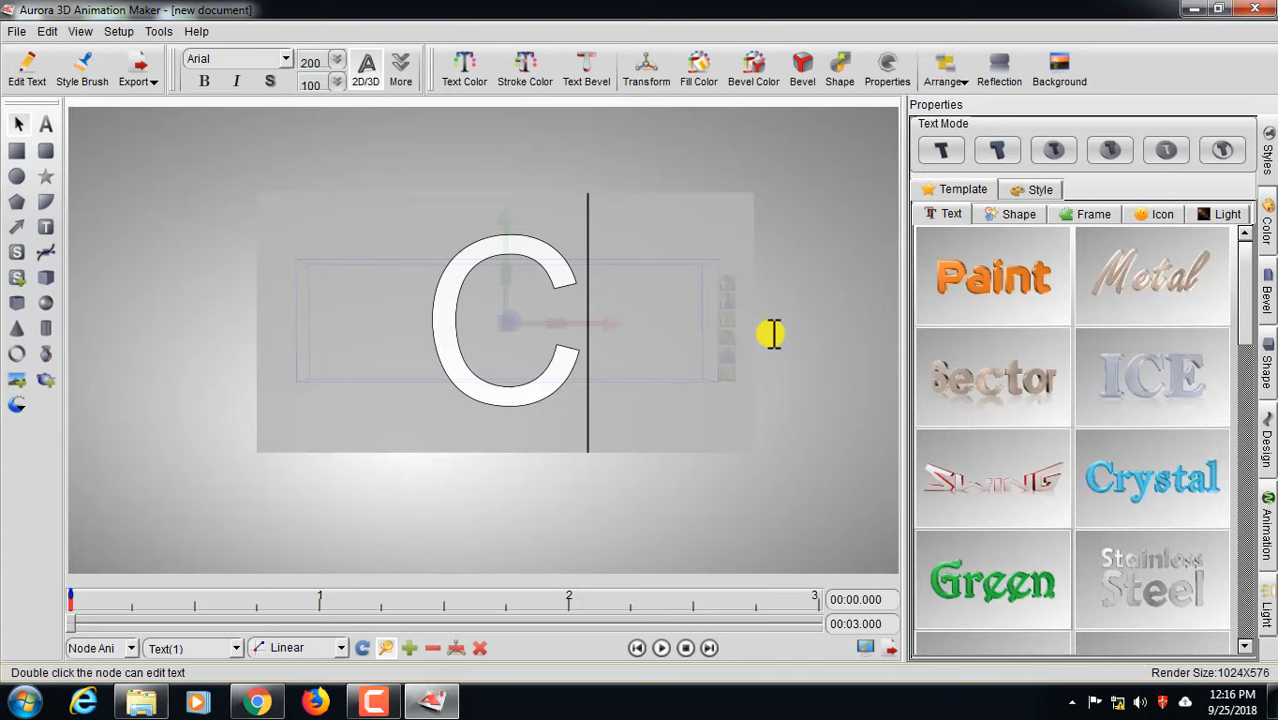 Aurora 3D Animation Maker - [new document]
File Edit View Setup Tools Help
Arial 200
100
B I S
Edit Text Style Brush Export 2D/3D More Text Color Stroke Color Text Bevel Transform Fill Color Bevel Color Bevel Shape Properties Arrange Reflection Background
Properties
Text Mode
Template Style
Text Shape Frame Icon Light
Paint Metal
Sector ICE
Swing Crystal
Green Stainless Steel
Styles
Color
Bevel
Shape
Design
Animation
Light
C
1 2 3
00:00.000
00:03.000
Node Ani Text(1) Linear
Double click the node can edit text
Render Size:1024X576
12:16 PM
9/25/2018